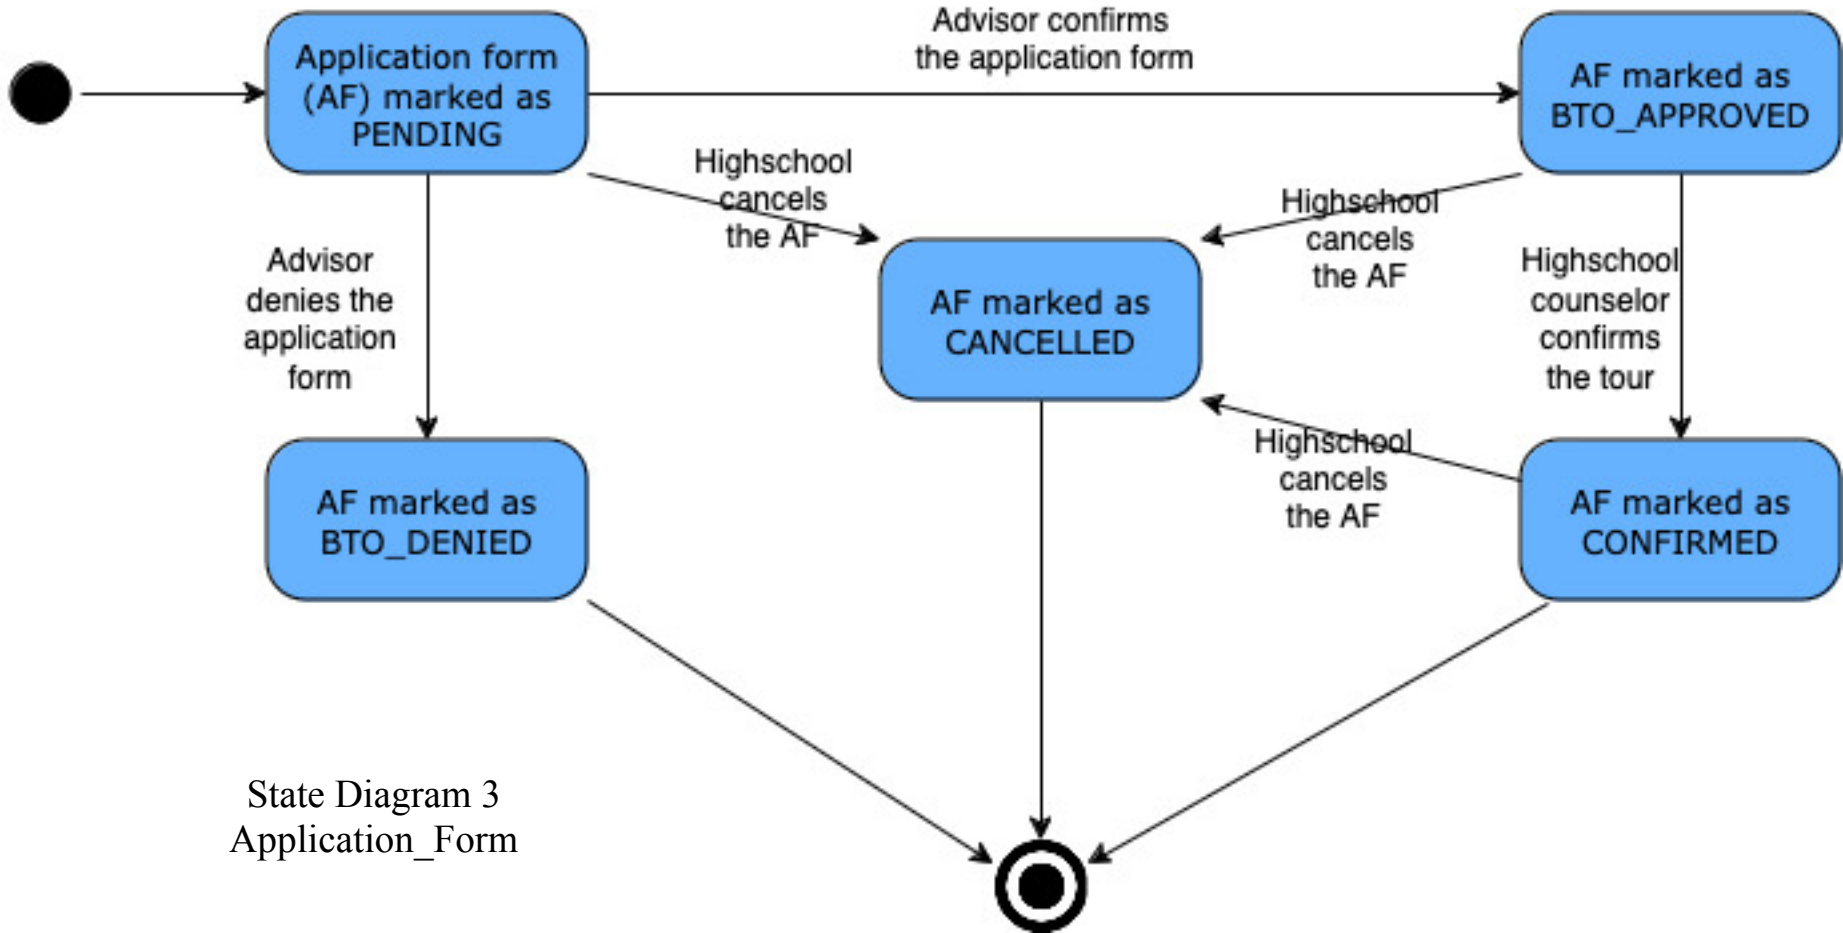 Application form
(AF) marked as
PENDING
Advisor confirms
the application form
AF marked as
BTO_APPROVED
Highschool
cancels
the AF
Highschool
cancels
the AF
Advisor
denies the
application
form
AF marked as
CANCELLED
Highschool
counselor
confirms
the tour
AF marked as
BTO_DENIED
Highschool
cancels
the AF
AF marked as
CONFIRMED
State Diagram 3
Application_Form